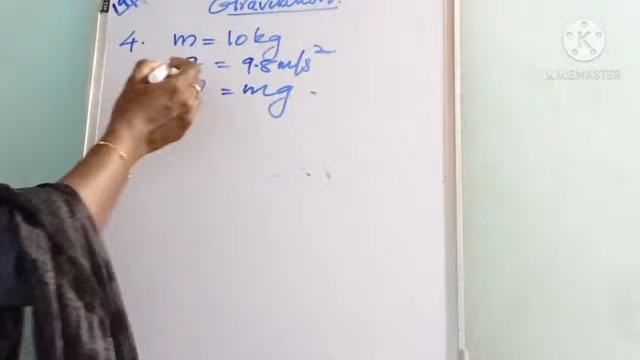 Gravitation.
4. m = 10 kg
= 9.8 m/s²
= mg.
KINEMASTER